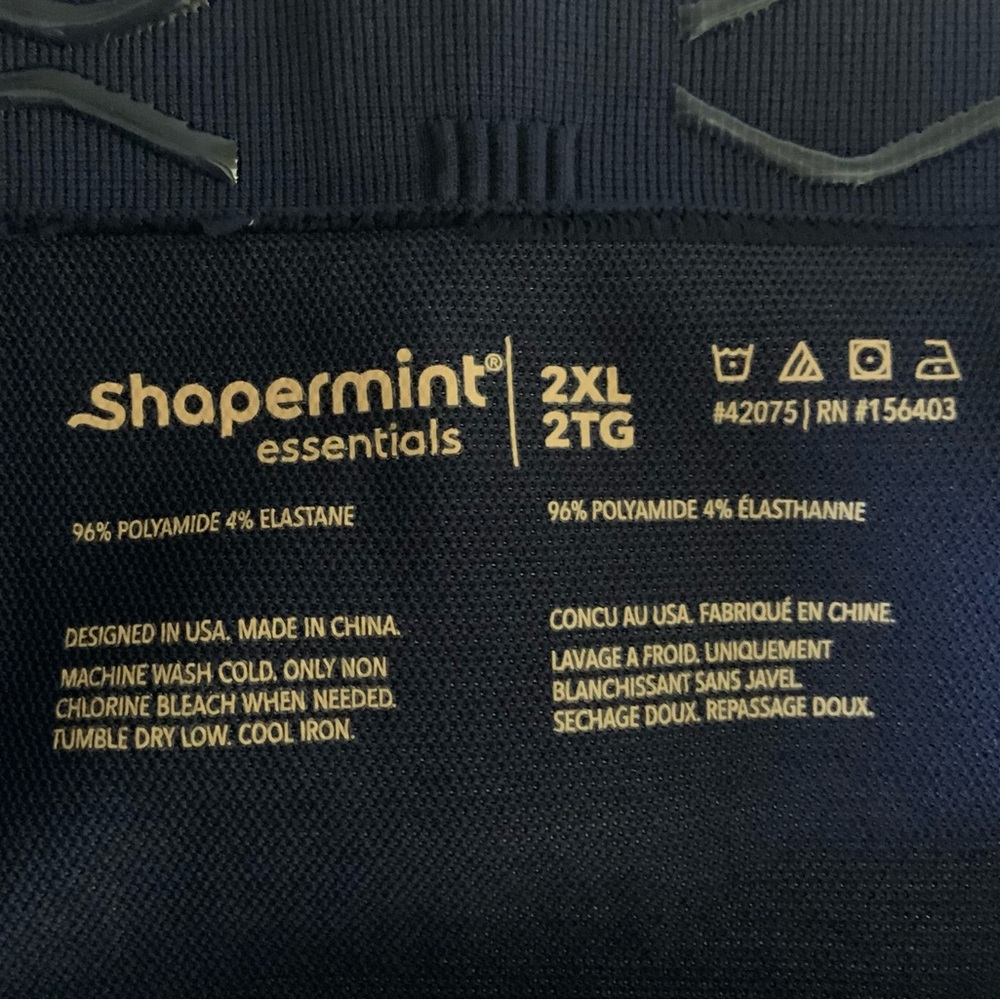 shapermint®
essentials
2XL
2TG
#42075 | RN #156403
96% POLYAMIDE 4% ELASTANE
96% POLYAMIDE 4% ÉLASTHANNE
DESIGNED IN USA. MADE IN CHINA.
MACHINE WASH COLD. ONLY NON
CHLORINE BLEACH WHEN NEEDED.
TUMBLE DRY LOW. COOL IRON.
CONCU AU USA. FABRIQUÉ EN CHINE.
LAVAGE A FROID. UNIQUEMENT
BLANCHISSANT SANS JAVEL.
SECHAGE DOUX. REPASSAGE DOUX.